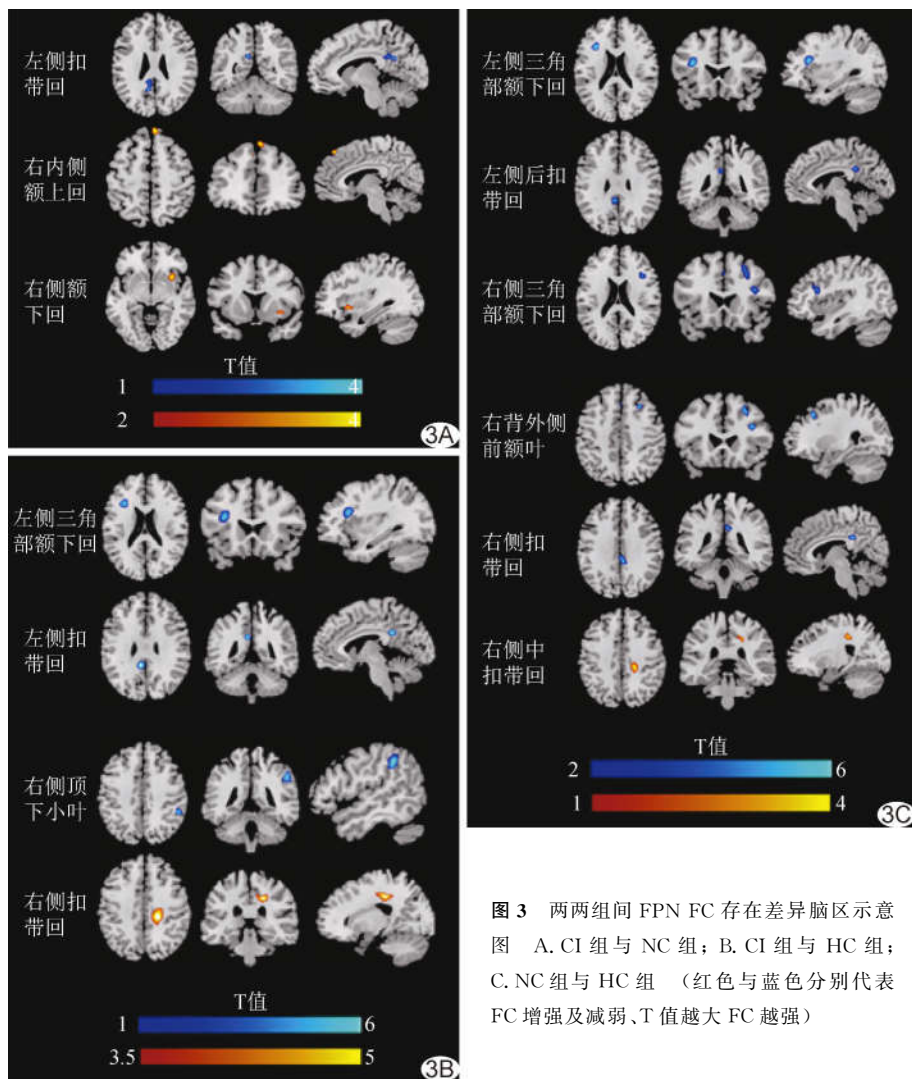 左侧扣
带回
右内侧
额上回
右侧额
下回
T值
1 4
2 4
3A
左侧三角
部额下回
左侧扣
带回
右侧顶
下小叶
右侧扣
带回
T值
1 6
3.5 5
3B
左侧三角
部额下回
左侧后扣
带回
右侧三角
部额下回
右背外侧
前额叶
右侧扣
带回
右侧中
扣带回
T值
2 6
1 4
3C
图 3 两两组间 FPN FC 存在差异脑区示意
图 A. CI 组与 NC 组；B. CI 组与 HC 组；
C. NC 组与 HC 组 （红色与蓝色分别代表
FC 增强及减弱、T 值越大 FC 越强）